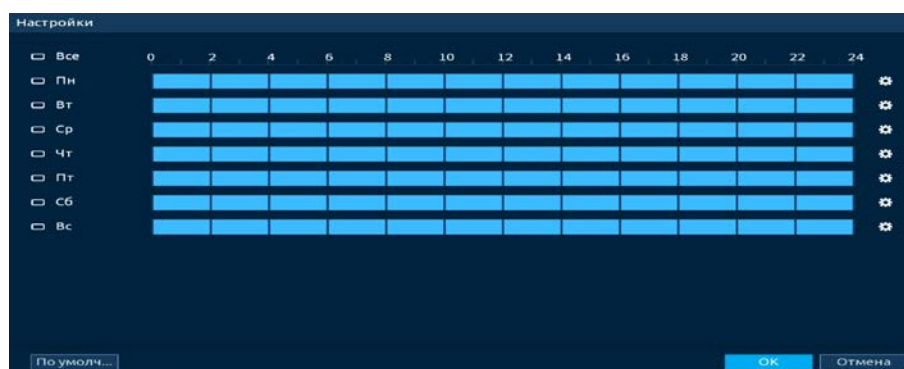 Настройки
Все 0 2 4 6 8 10 12 14 16 18 20 22 24
Пн
Вт
Ср
Чт
Пт
Сб
Вс
По умолч... ОК Отмена